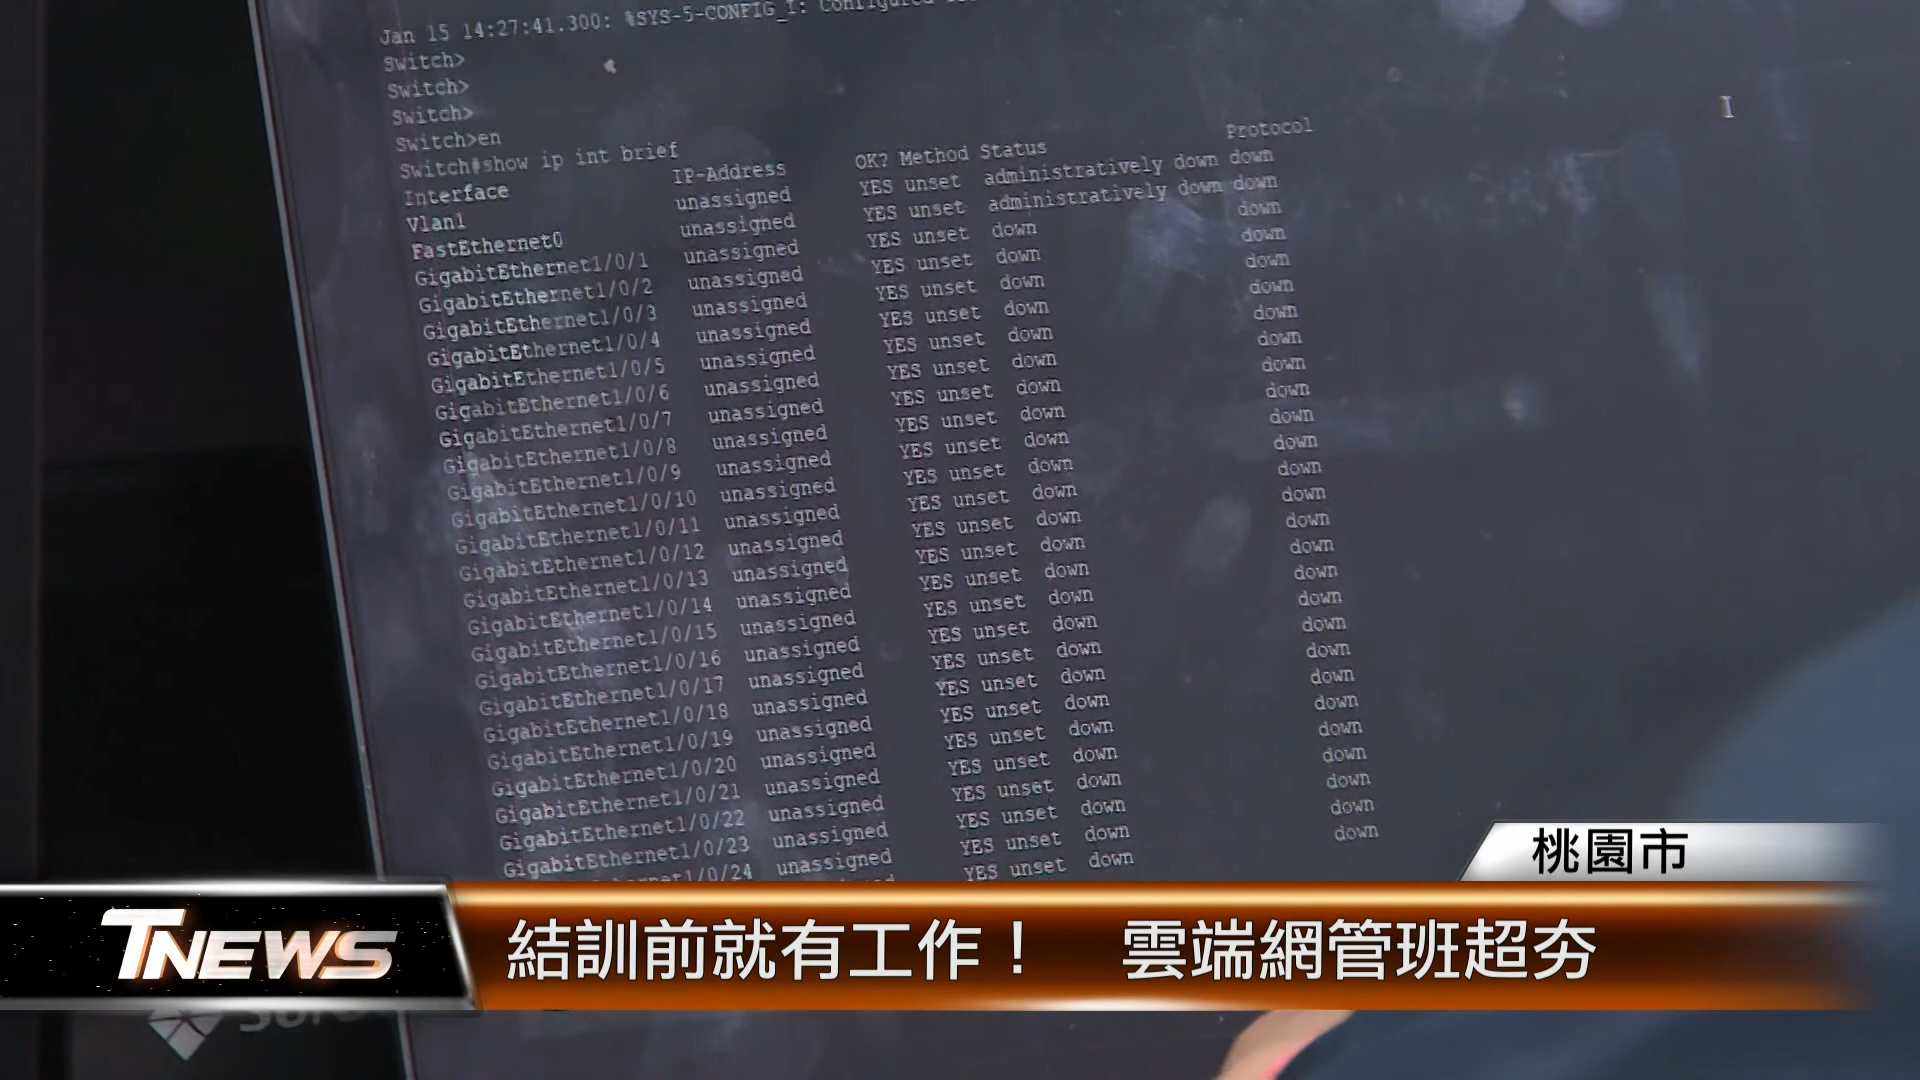 Jan 15 14:27:41.300: %SYS-5-CONFIG_I: Configured
Switch>
Switch>
Switch>
Switch>en
Switch#show ip int brief
Interface IP-Address OK? Method Status Protocol
Vlan1 unassigned YES unset administratively down down
FastEthernet0 unassigned YES unset administratively down down
GigabitEthernet1/0/1 unassigned YES unset down down
GigabitEthernet1/0/2 unassigned YES unset down down
GigabitEthernet1/0/3 unassigned YES unset down down
GigabitEthernet1/0/4 unassigned YES unset down down
GigabitEthernet1/0/5 unassigned YES unset down down
GigabitEthernet1/0/6 unassigned YES unset down down
GigabitEthernet1/0/7 unassigned YES unset down down
GigabitEthernet1/0/8 unassigned YES unset down down
GigabitEthernet1/0/9 unassigned YES unset down down
GigabitEthernet1/0/10 unassigned YES unset down down
GigabitEthernet1/0/11 unassigned YES unset down down
GigabitEthernet1/0/12 unassigned YES unset down down
GigabitEthernet1/0/13 unassigned YES unset down down
GigabitEthernet1/0/14 unassigned YES unset down down
GigabitEthernet1/0/15 unassigned YES unset down down
GigabitEthernet1/0/16 unassigned YES unset down down
GigabitEthernet1/0/17 unassigned YES unset down down
GigabitEthernet1/0/18 unassigned YES unset down down
GigabitEthernet1/0/19 unassigned YES unset down down
GigabitEthernet1/0/20 unassigned YES unset down down
GigabitEthernet1/0/21 unassigned YES unset down down
GigabitEthernet1/0/22 unassigned YES unset down down
GigabitEthernet1/0/23 unassigned YES unset down down
1/0/24 unassigned YES unset down down
桃園市
TNEWS
結訓前就有工作! 雲端網管班超夯